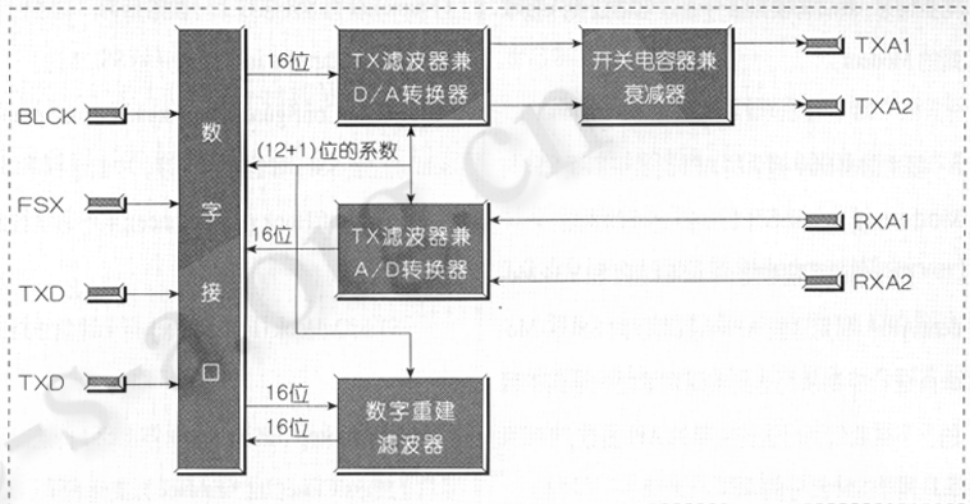 BLCK
FSX
TXD
TXD
数字接口
16位
TX滤波器兼
D/A转换器
开关电容器兼
衰减器
TXA1
TXA2
(12+1)位的系数
16位
TX滤波器兼
A/D转换器
RXA1
RXA2
16位
16位
数字重建
滤波器